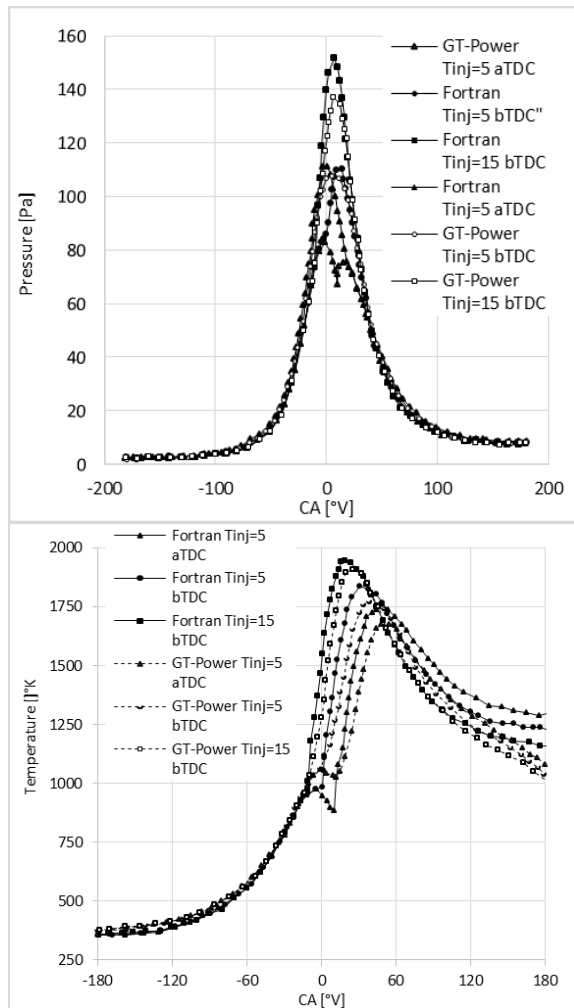 160
140
120
100
80
60
40
20
0
Pressure [Pa]
GT-Power
Tinj=5 aTDC
Fortran
Tinj=5 bTDC"
Fortran
Tinj=15 bTDC
Fortran
Tinj=5 aTDC
GT-Power
Tinj=5 bTDC
GT-Power
Tinj=15 bTDC
-200 -100 0 100 200
CA [°V]
2000
1750
1500
1250
1000
750
500
250
Temperature []°K
Fortran Tinj=5
aTDC
Fortran Tinj=5
bTDC
Fortran Tinj=15
bTDC
GT-Power Tinj=5
aTDC
GT-Power Tinj=5
bTDC
GT-Power Tinj=15
bTDC
-180 -120 -60 0 60 120 180
CA [°V]